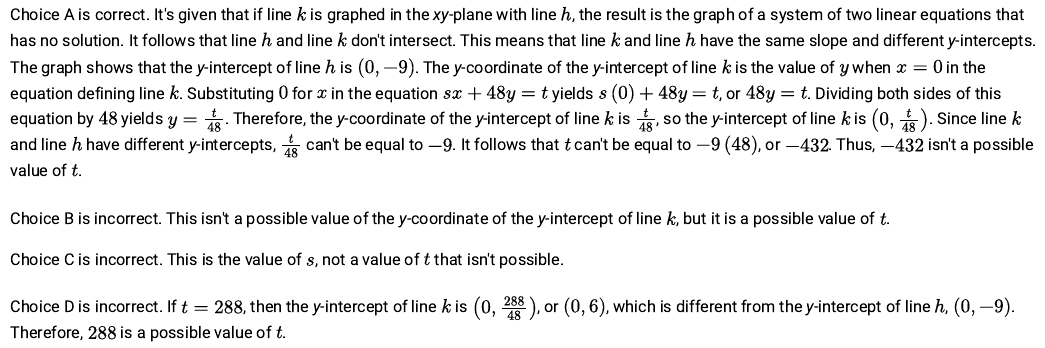 Choice A is correct. It's given that if line k is graphed in the xy-plane with line h, the result is the graph of a system of two linear equations that
has no solution. It follows that line h and line k don't intersect. This means that line k and line h have the same slope and different y-intercepts.
The graph shows that the y-intercept of line h is (0, −9). The y-coordinate of the y-intercept of line k is the value of y when x = 0 in the
equation defining line k. Substituting 0 for x in the equation sx + 48y = t yields s (0) + 48y = t, or 48y = t. Dividing both sides of this
equation by 48 yields y = t/48. Therefore, the y-coordinate of the y-intercept of line k is t/48, so the y-intercept of line k is (0, t/48). Since line k
and line h have different y-intercepts, t/48 can't be equal to −9. It follows that t can't be equal to −9 (48), or −432. Thus, −432 isn't a possible
value of t.
Choice B is incorrect. This isn't a possible value of the y-coordinate of the y-intercept of line k, but it is a possible value of t.
Choice C is incorrect. This is the value of s, not a value of t that isn't possible.
Choice D is incorrect. If t = 288, then the y-intercept of line k is (0, 288/48), or (0, 6), which is different from the y-intercept of line h, (0, −9).
Therefore, 288 is a possible value of t.